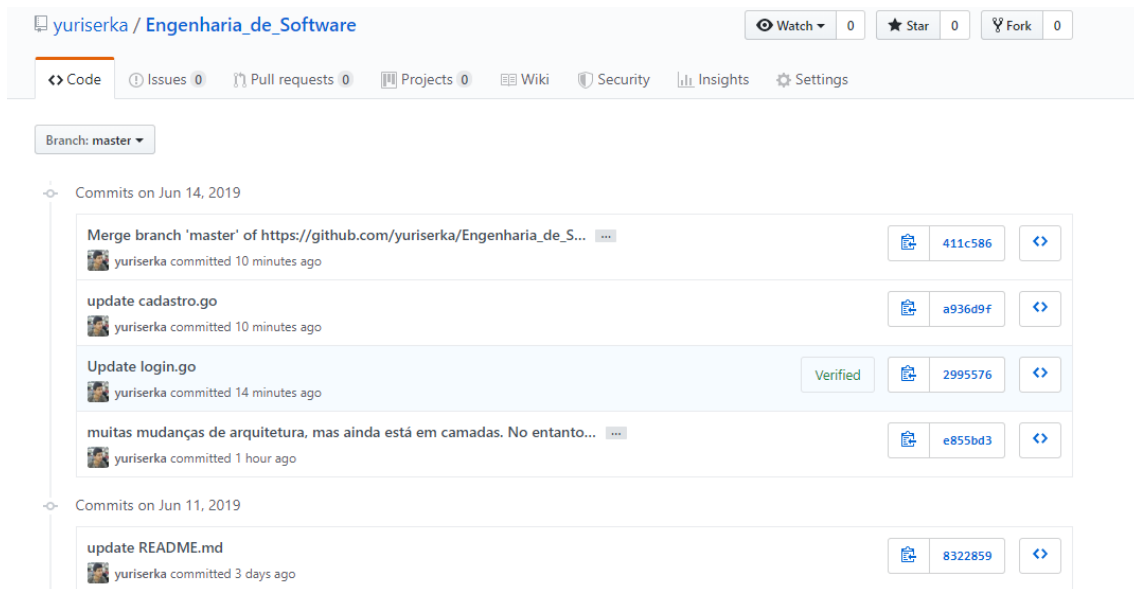 yuriserka / Engenharia_de_Software
Watch 0 Star 0 Fork 0
Code Issues 0 Pull requests 0 Projects 0 Wiki Security Insights Settings
Branch: master
Commits on Jun 14, 2019
Merge branch 'master' of https://github.com/yuriserka/Engenharia_de_S... ...
411c586
yuriserka committed 10 minutes ago
update cadastro.go
a936d9f
yuriserka committed 10 minutes ago
Update login.go
Verified 2995576
yuriserka committed 14 minutes ago
muitas mudanças de arquitetura, mas ainda está em camadas. No entanto... ...
e855bd3
yuriserka committed 1 hour ago
Commits on Jun 11, 2019
update README.md
8322859
yuriserka committed 3 days ago